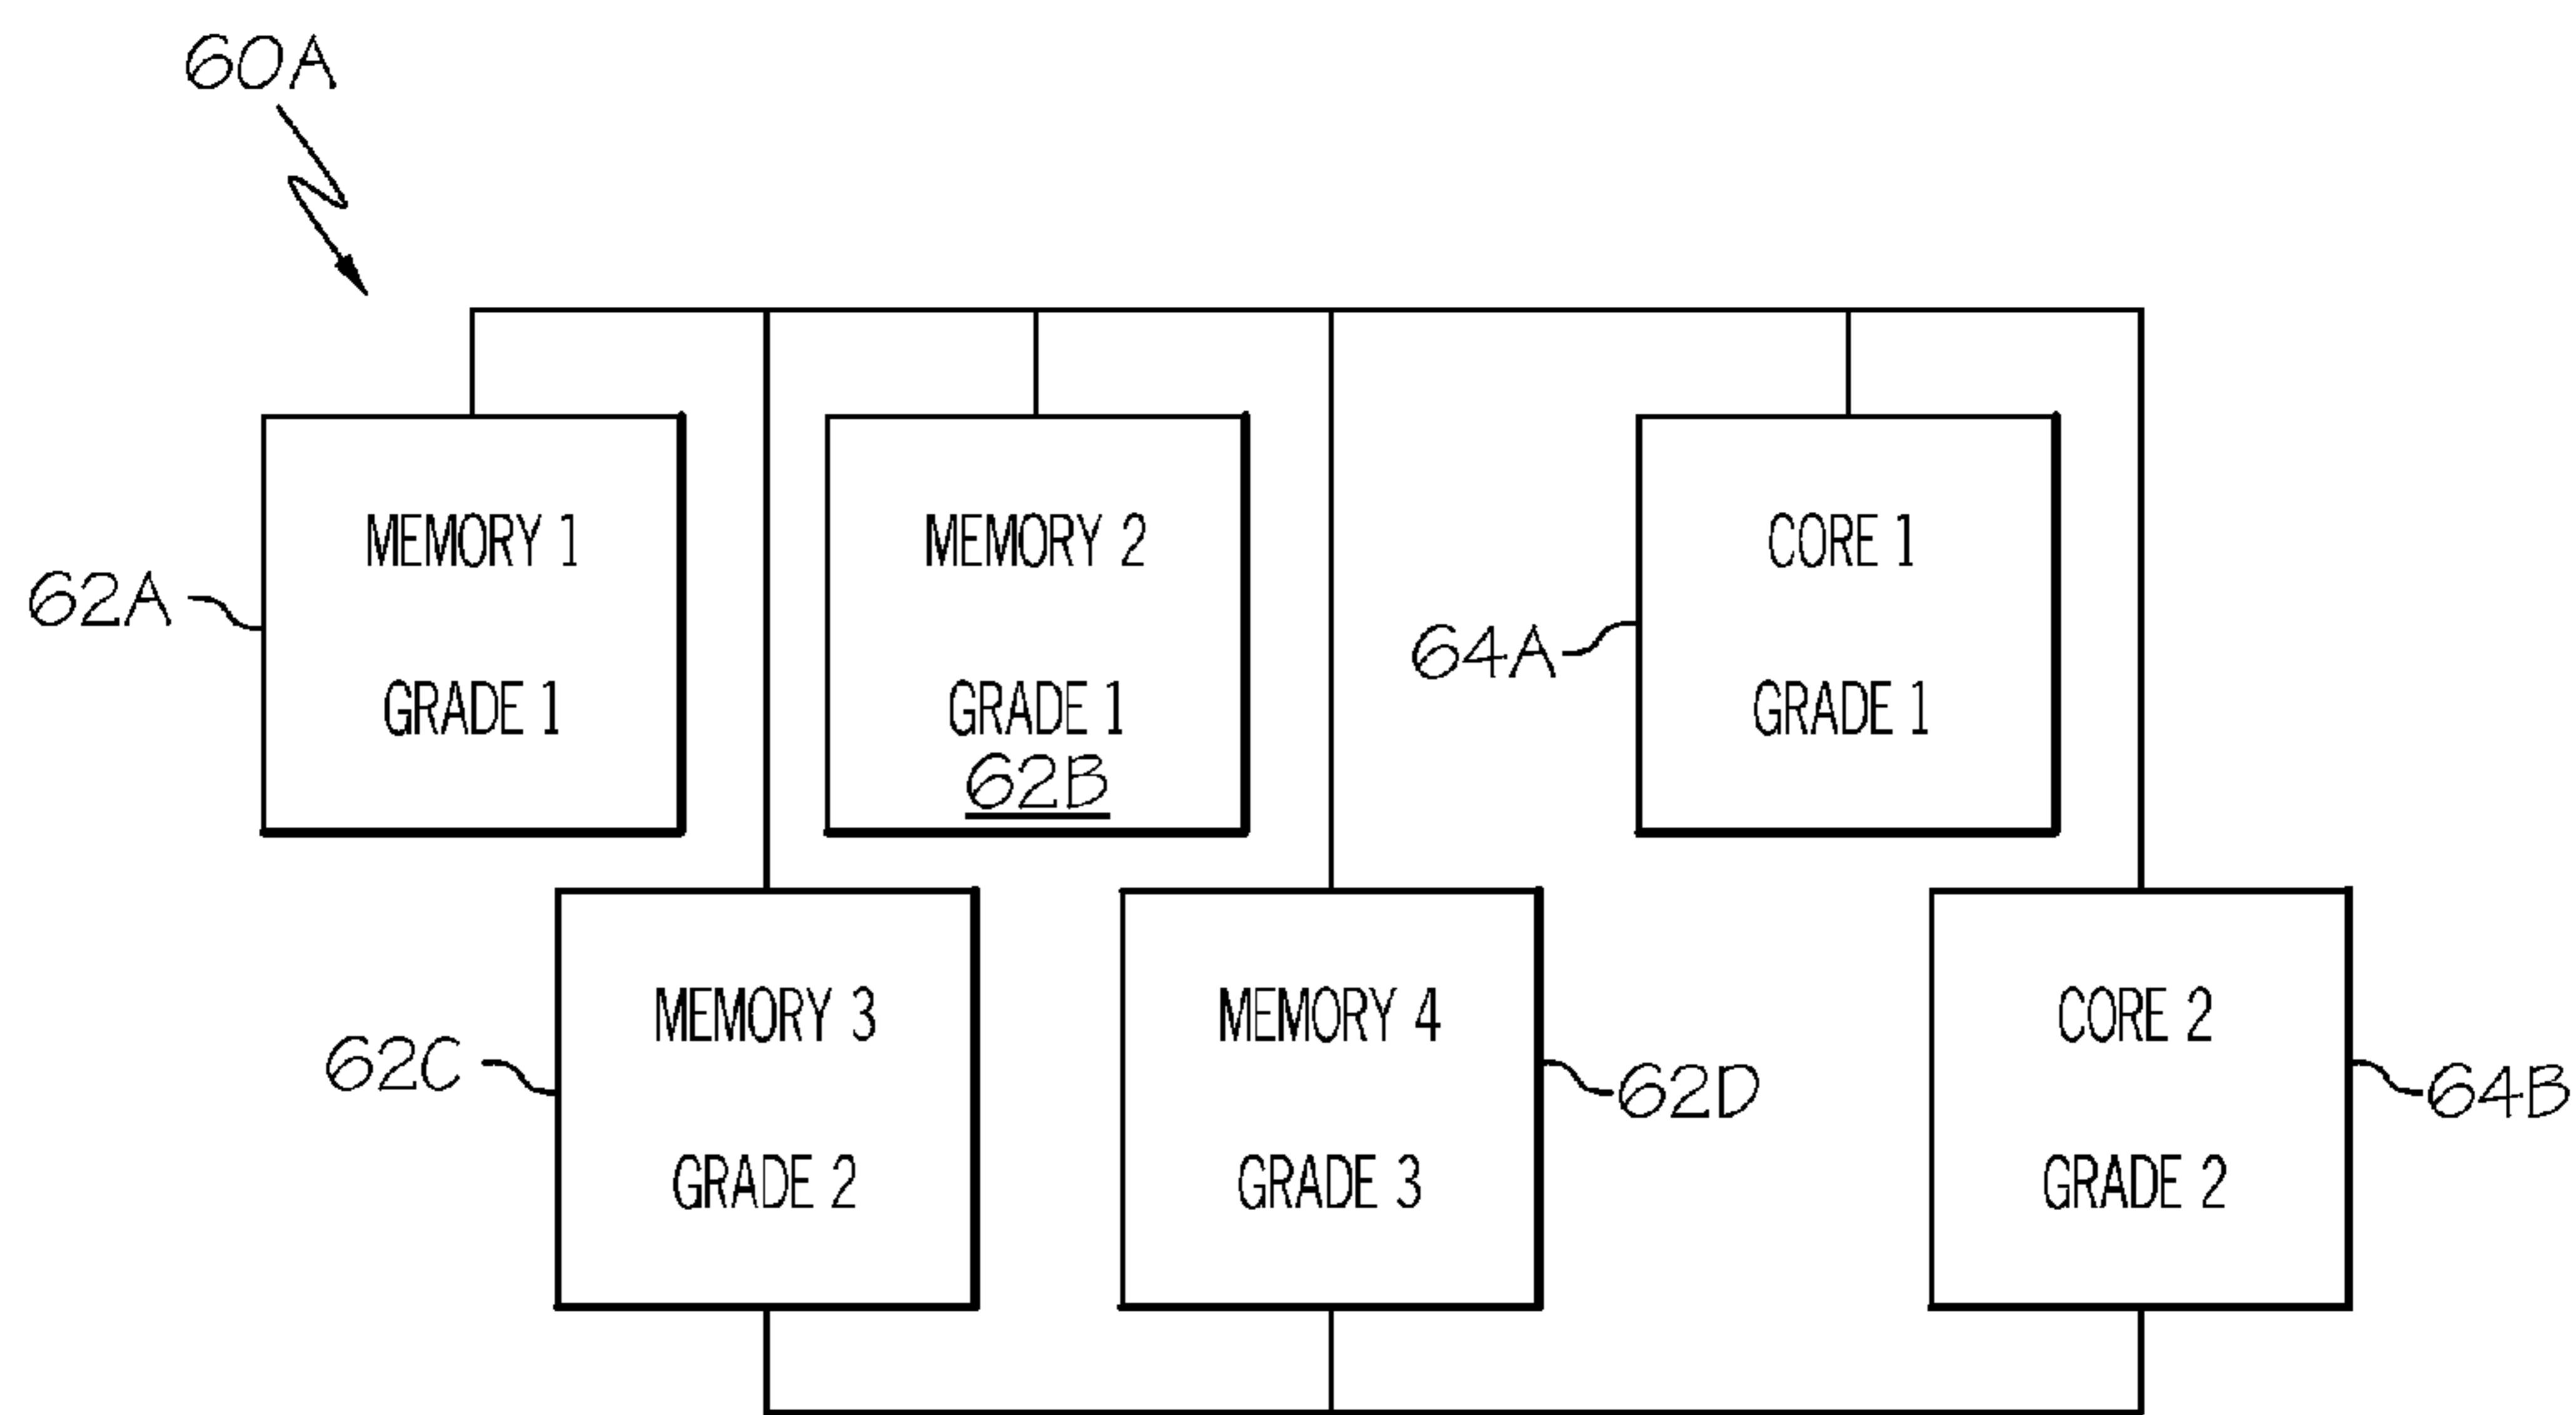 60A
MEMORY 1
GRADE 1
62A
MEMORY 2
GRADE 1
62B
CORE 1
GRADE 1
64A
MEMORY 3
GRADE 2
62C
MEMORY 4
GRADE 3
62D
CORE 2
GRADE 2
64B